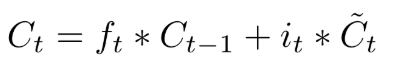 $C_t = f_t * C_{t-1} + i_t * \tilde{C}_t$